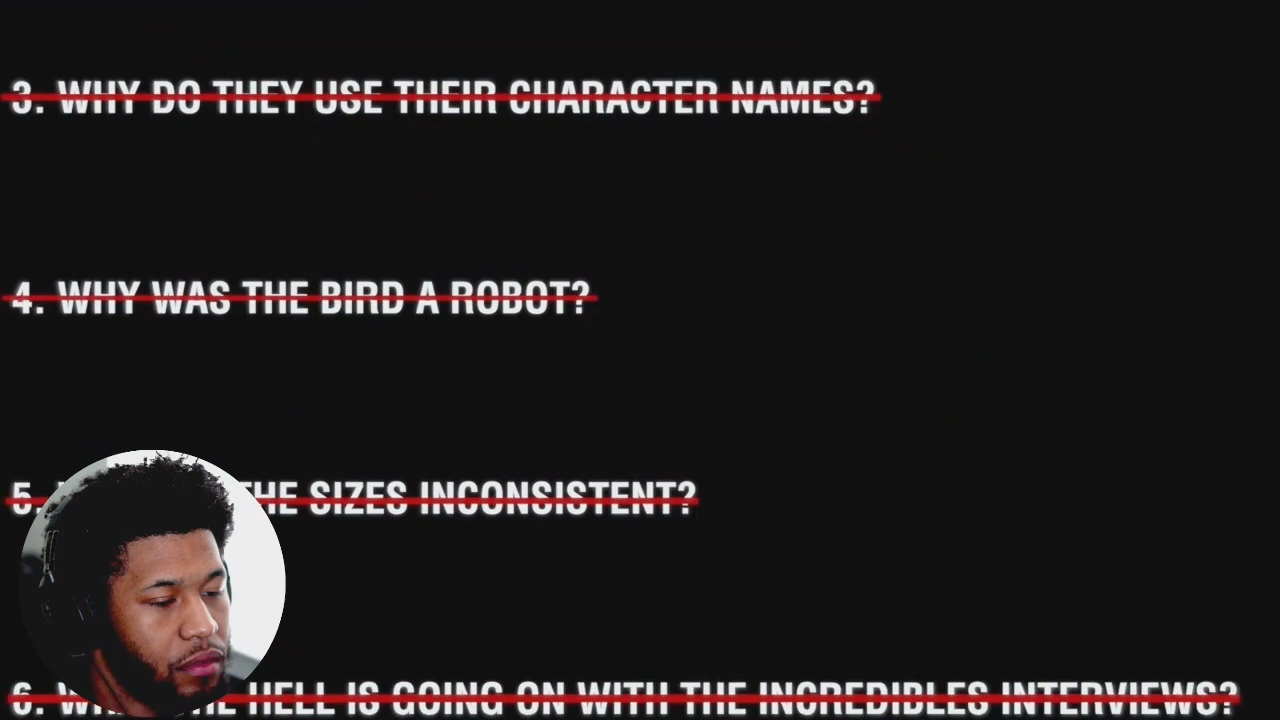 3. WHY DO THEY USE THEIR CHARACTER NAMES?
4. WHY WAS THE BIRD A ROBOT?
5. THE SIZES INCONSISTENT?
6. HELL IS GOING ON WITH THE INCREDIBLES INTERVIEWS?